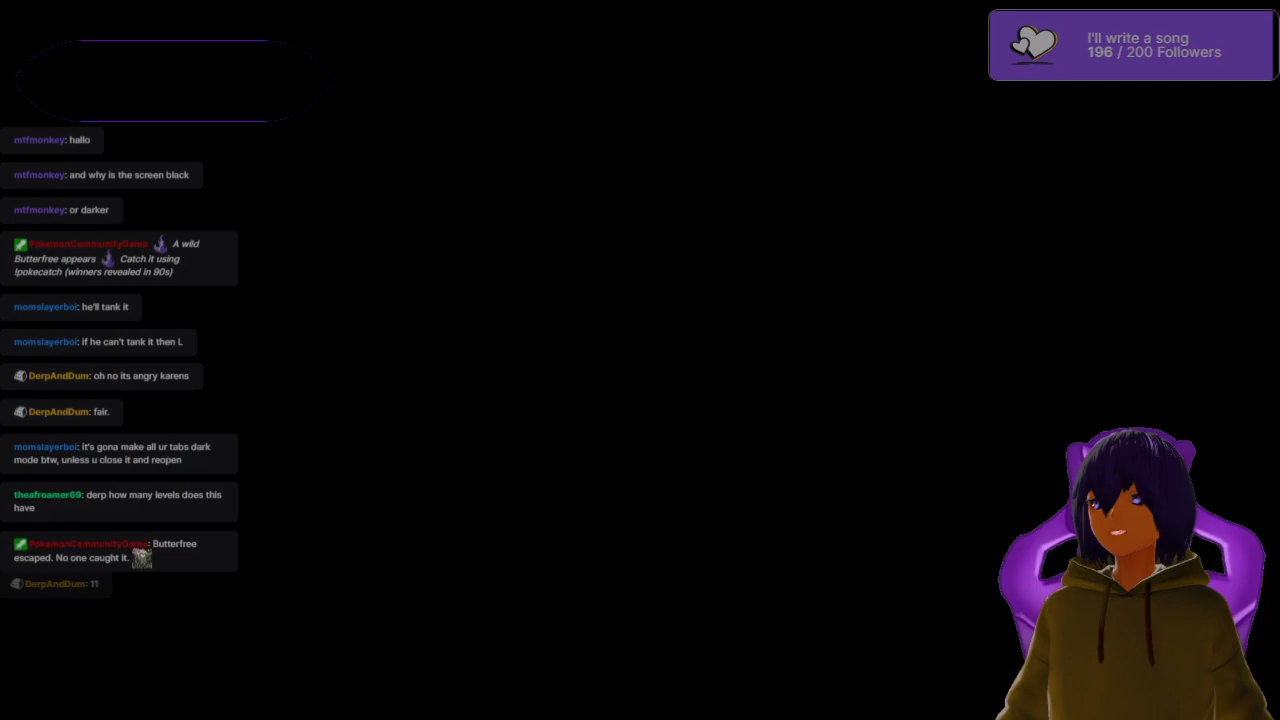 I'll write a song
196 / 200 Followers
mtfmonkey: hallo
mtfmonkey: and why is the screen black
mtfmonkey: or darker
PokemonCommunityGame A wild
Butterfree appears Catch it using
!pokecatch (winners revealed in 90s)
momslayerboi: he'll tank it
momslayerboi: if he can't tank it then L
DerpAndDum: oh no its angry karens
DerpAndDum: fair.
momslayerboi: it's gona make all ur tabs dark
mode btw, unless u close it and reopen
theafroamer69: derp how many levels does this
have
PokemonCommunityGame: Butterfree
escaped. No one caught it.
DerpAndDum: 11